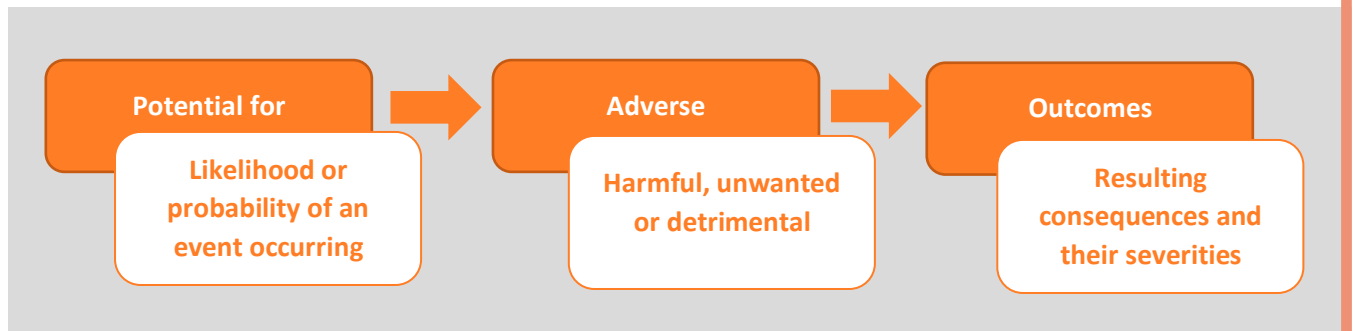 Potential for
Likelihood or
probability of an
event occurring
Adverse
Harmful, unwanted
or detrimental
Outcomes
Resulting
consequences and
their severities